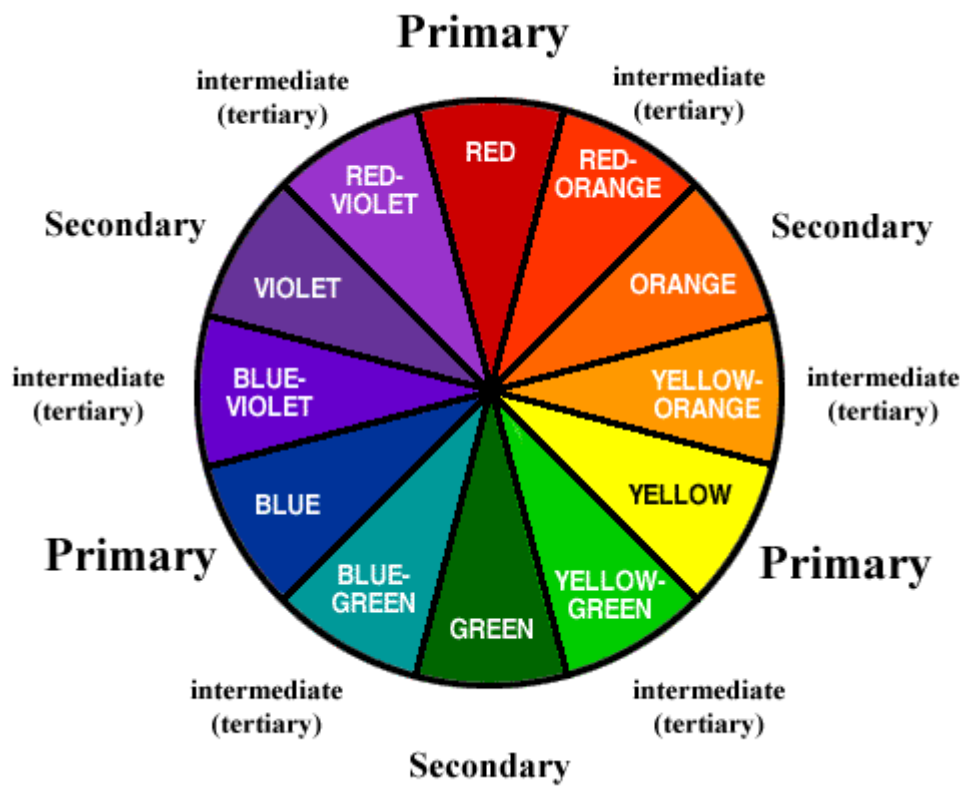 Primary
intermediate
(tertiary)
intermediate
(tertiary)
RED
RED-
ORANGE
RED-
VIOLET
Secondary
Secondary
VIOLET
ORANGE
intermediate
(tertiary)
BLUE-
VIOLET
YELLOW-
ORANGE
intermediate
(tertiary)
BLUE
YELLOW
Primary
Primary
BLUE-
GREEN
YELLOW-
GREEN
GREEN
intermediate
(tertiary)
intermediate
(tertiary)
Secondary